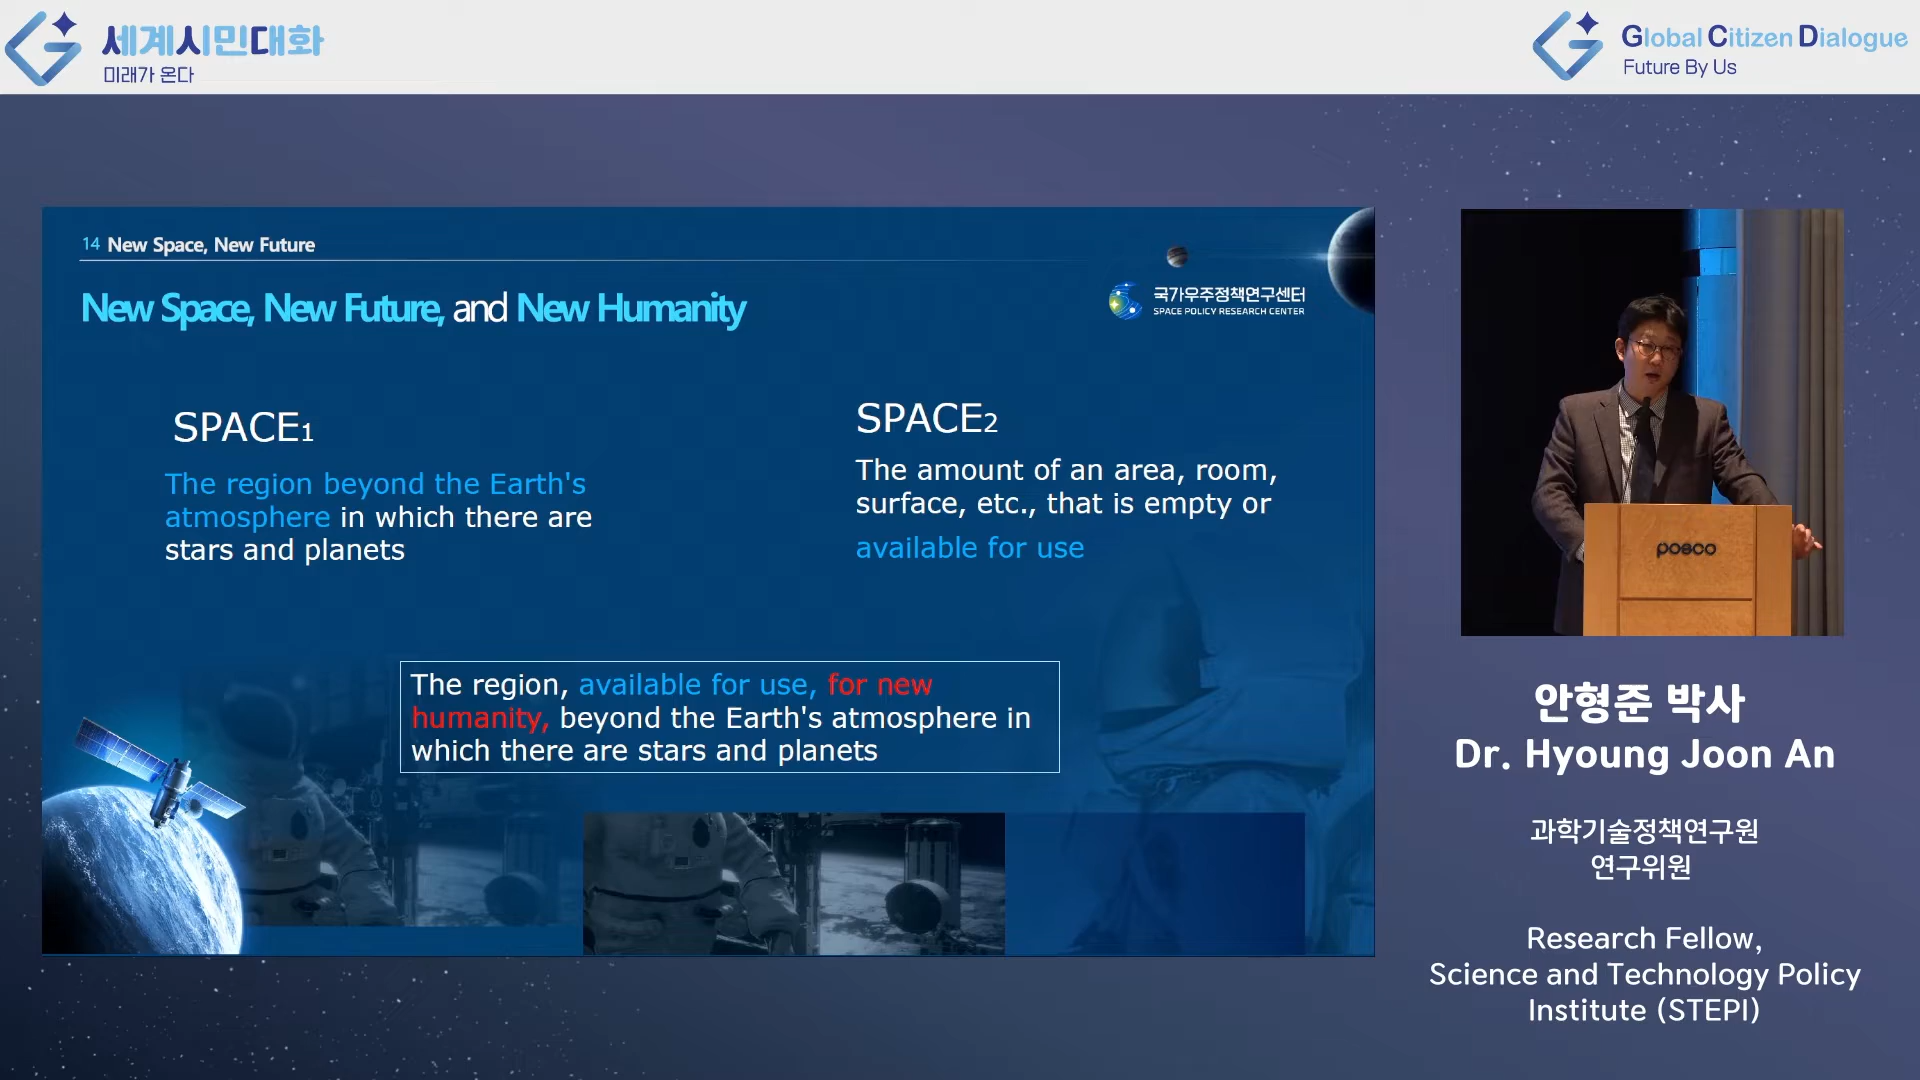 세계시민대화
미래가 온다
Global Citizen Dialogue
Future By Us
14 New Space, New Future
New Space, New Future, and New Humanity
국가우주정책연구센터
SPACE POLICY RESEARCH CENTER
SPACE1
The region beyond the Earth's
atmosphere in which there are
stars and planets
SPACE2
The amount of an area, room,
surface, etc., that is empty or
available for use
The region, available for use, for new
humanity, beyond the Earth's atmosphere in
which there are stars and planets
posco
안형준 박사
Dr. Hyoung Joon An
과학기술정책연구원
연구위원
Research Fellow,
Science and Technology Policy
Institute (STEPI)